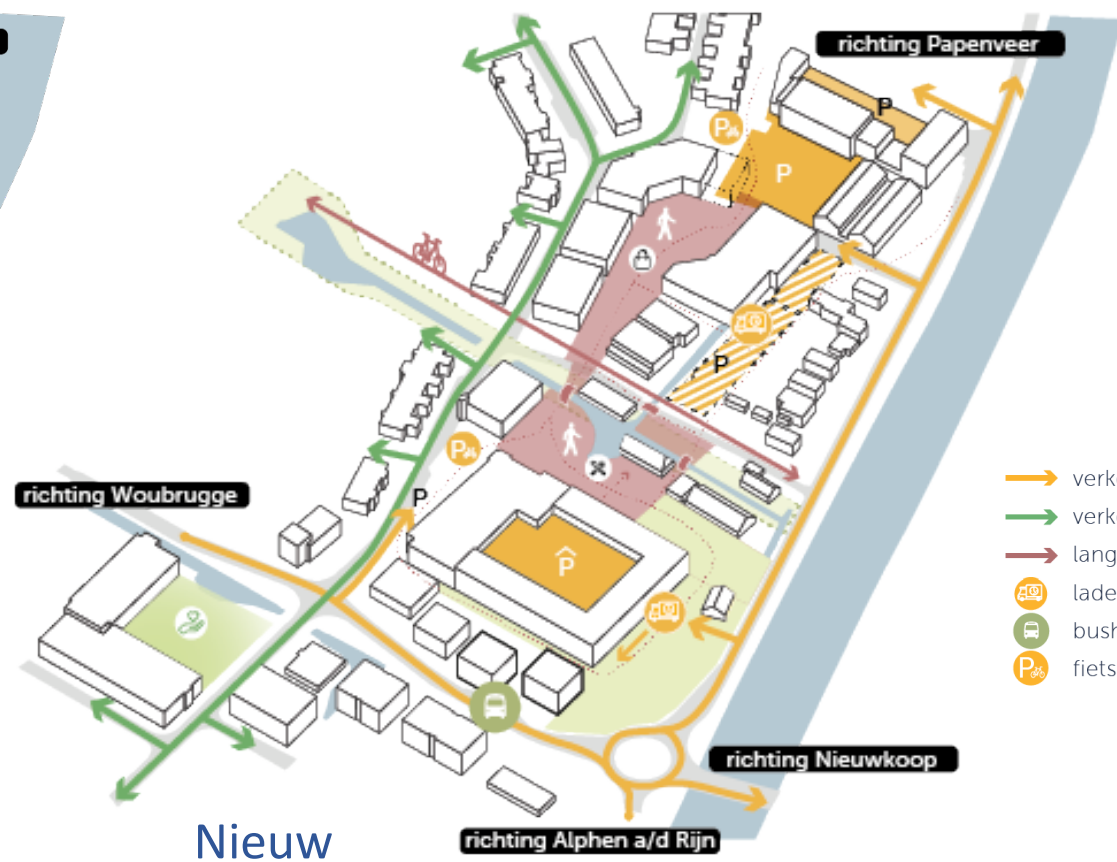 richting Papenveer
P
P
P
P
P
richting Woubrugge
P
P
P
verk
verk
lang
lade
bush
P fiets
richting Nieuwkoop
richting Alphen a/d Rijn
Nieuw